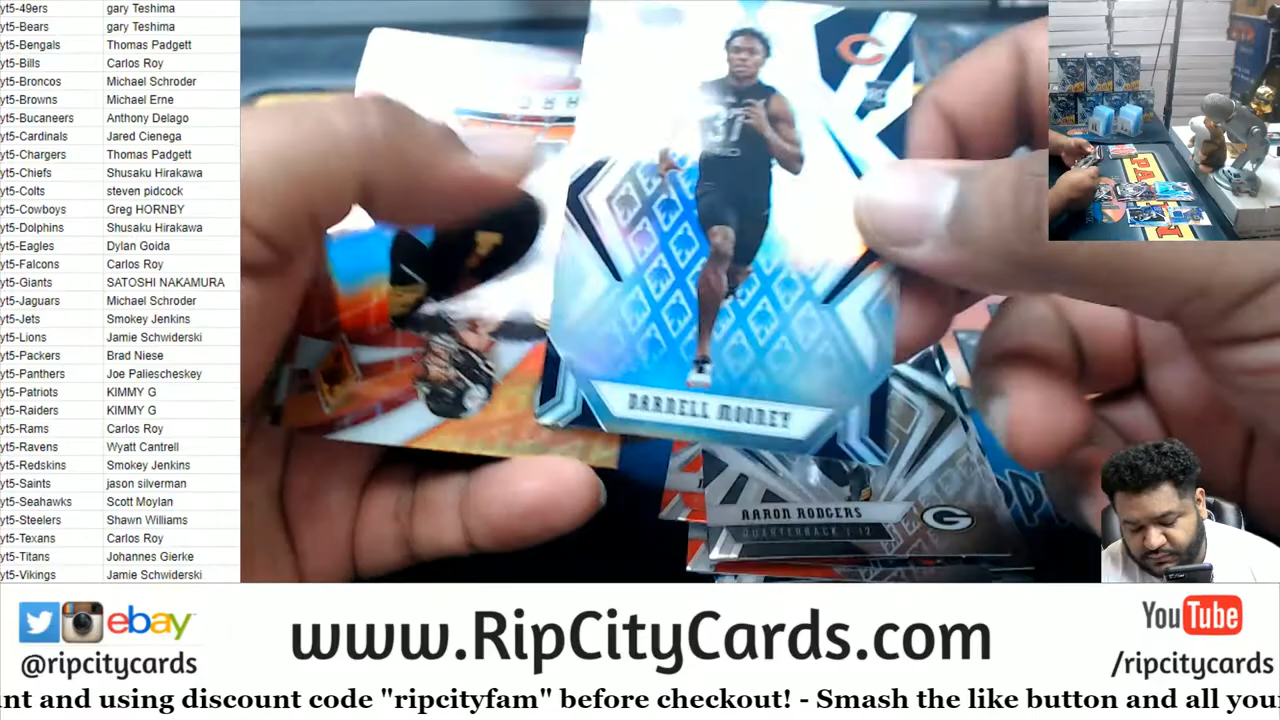 yt5-49ers gary Teshima
yt5-Bears gary Teshima
yt5-Bengals Thomas Padgett
yt5-Bills Carlos Roy
yt5-Broncos Michael Schroder
yt5-Browns Michael Erne
yt5-Bucaneers Anthony Delago
yt5-Cardinals Jared Cienega
yt5-Chargers Thomas Padgett
yt5-Chiefs Shusaku Hirakawa
yt5-Colts steven pidcock
yt5-Cowboys Greg HORNBY
yt5-Dolphins Shusaku Hirakawa
yt5-Eagles Dylan Goida
yt5-Falcons Carlos Roy
yt5-Giants SATOSHI NAKAMURA
yt5-Jaguars Michael Schroder
yt5-Jets Smokey Jenkins
yt5-Lions Jamie Schwiderski
yt5-Packers Brad Niese
yt5-Panthers Joe Paliescheskey
yt5-Patriots KIMMY G
yt5-Raiders KIMMY G
yt5-Rams Carlos Roy
yt5-Ravens Wyatt Cantrell
yt5-Redskins Smokey Jenkins
yt5-Saints jason silverman
yt5-Seahawks Scott Moylan
yt5-Steelers Shawn Williams
yt5-Texans Carlos Roy
yt5-Titans Johannes Gierke
yt5-Vikings Jamie Schwiderski
37
DARNELL MOONEY
AARON RODGERS
QUARTERBACK | 12
G
ebay
@ripcitycards
www.RipCityCards.com
YouTube
/ripcitycards
nt and using discount code "ripcityfam" before checkout! - Smash the like button and all you